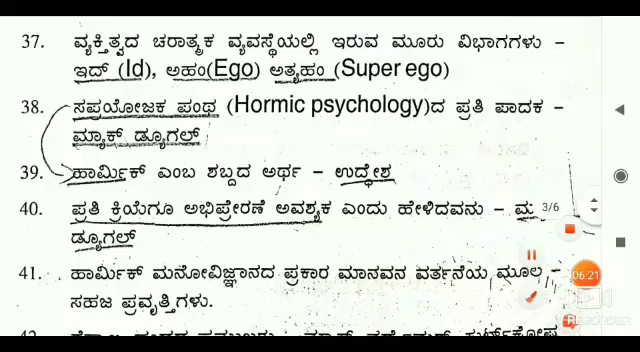 37. ವ್ಯಕ್ತಿತ್ವದ ಚರಾತ್ಮಕ ವ್ಯವಸ್ಥೆಯಲ್ಲಿ ಇರುವ ಮೂರು ವಿಭಾಗಗಳು –
ಇದ್ (Id), ಅಹಂ(Ego) ಅತ್ಯಹಂ (Super ego)
38. ಸಪ್ರಯೋಜಕ ಪಂಥ (Hormic psychology)ದ ಪ್ರತಿ ಪಾದಕ –
ಮ್ಯಾಕ್ ಡ್ಯೂಗಲ್
39. ಹಾರ್ಮಿಕ್ ಎಂಬ ಶಬ್ದದ ಅರ್ಥ – ಉದ್ಧೇಶ
40. ಪ್ರತಿ ಕ್ರಿಯೆಗೂ ಅಭಿಪ್ರೇರಣೆ ಅವಶ್ಯಕ ಎಂದು ಹೇಳಿದವನು – 3/6
ಡ್ಯೂಗಲ್
41. ಹಾರ್ಮಿಕ್ ಮನೋವಿಜ್ಞಾನದ ಪ್ರಕಾರ ಮಾನವನ ವರ್ತನೆಯ ಮೂಲ –
06:21
ಸಹಜ ಪ್ರವೃತ್ತಿಗಳು.